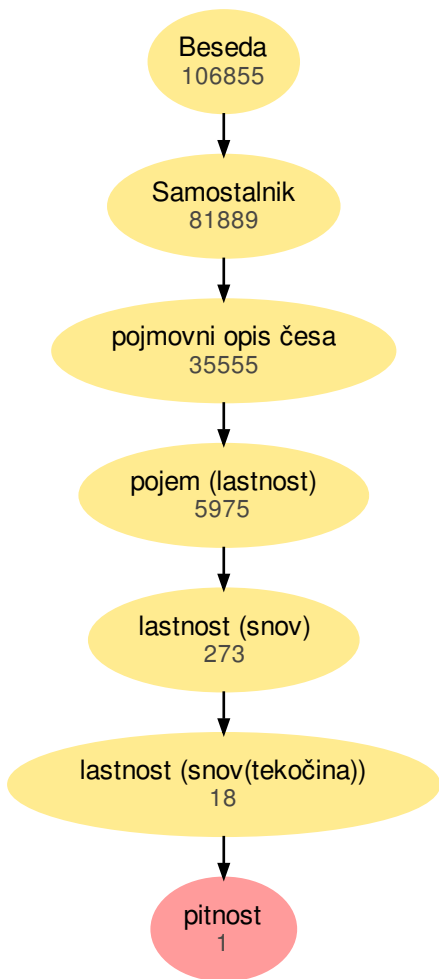 Beseda
106855
Samostalnik
81889
pojmovni opis česa
35555
pojem (lastnost)
5975
lastnost (snov)
273
lastnost (snov(tekočina))
18
pitnost
1